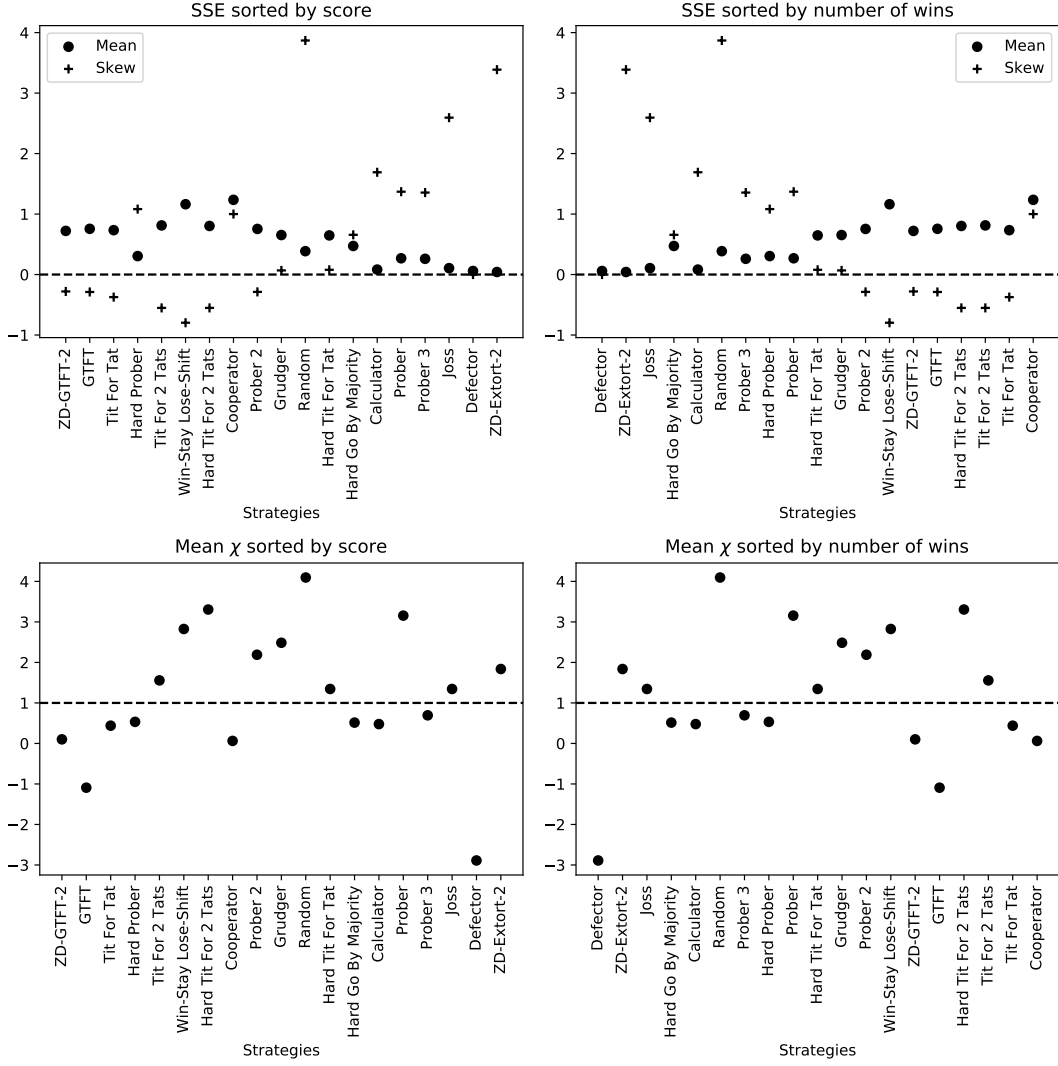 SSE sorted by score
4
3
2
1
0
−1
Mean
Skew
ZD-GTFT-2
GTFT
Tit For Tat
Hard Prober
Tit For 2 Tats
Win-Stay Lose-Shift
Hard Tit For 2 Tats
Cooperator
Prober 2
Grudger
Random
Hard Tit For Tat
Hard Go By Majority
Calculator
Prober
Prober 3
Joss
Defector
ZD-Extort-2
Strategies
SSE sorted by number of wins
4
3
2
1
0
−1
Mean
Skew
Defector
ZD-Extort-2
Joss
Hard Go By Majority
Calculator
Random
Prober 3
Hard Prober
Prober
Hard Tit For Tat
Grudger
Prober 2
Win-Stay Lose-Shift
ZD-GTFT-2
GTFT
Hard Tit For 2 Tats
Tit For 2 Tats
Tit For Tat
Cooperator
Strategies
Mean χ sorted by score
4
3
2
1
0
−1
−2
−3
ZD-GTFT-2
GTFT
Tit For Tat
Hard Prober
Tit For 2 Tats
Win-Stay Lose-Shift
Hard Tit For 2 Tats
Cooperator
Prober 2
Grudger
Random
Hard Tit For Tat
Hard Go By Majority
Calculator
Prober
Prober 3
Joss
Defector
ZD-Extort-2
Strategies
Mean χ sorted by number of wins
4
3
2
1
0
−1
−2
−3
Defector
ZD-Extort-2
Joss
Hard Go By Majority
Calculator
Random
Prober 3
Hard Prober
Prober
Hard Tit For Tat
Grudger
Prober 2
Win-Stay Lose-Shift
ZD-GTFT-2
GTFT
Hard Tit For 2 Tats
Tit For 2 Tats
Tit For Tat
Cooperator
Strategies